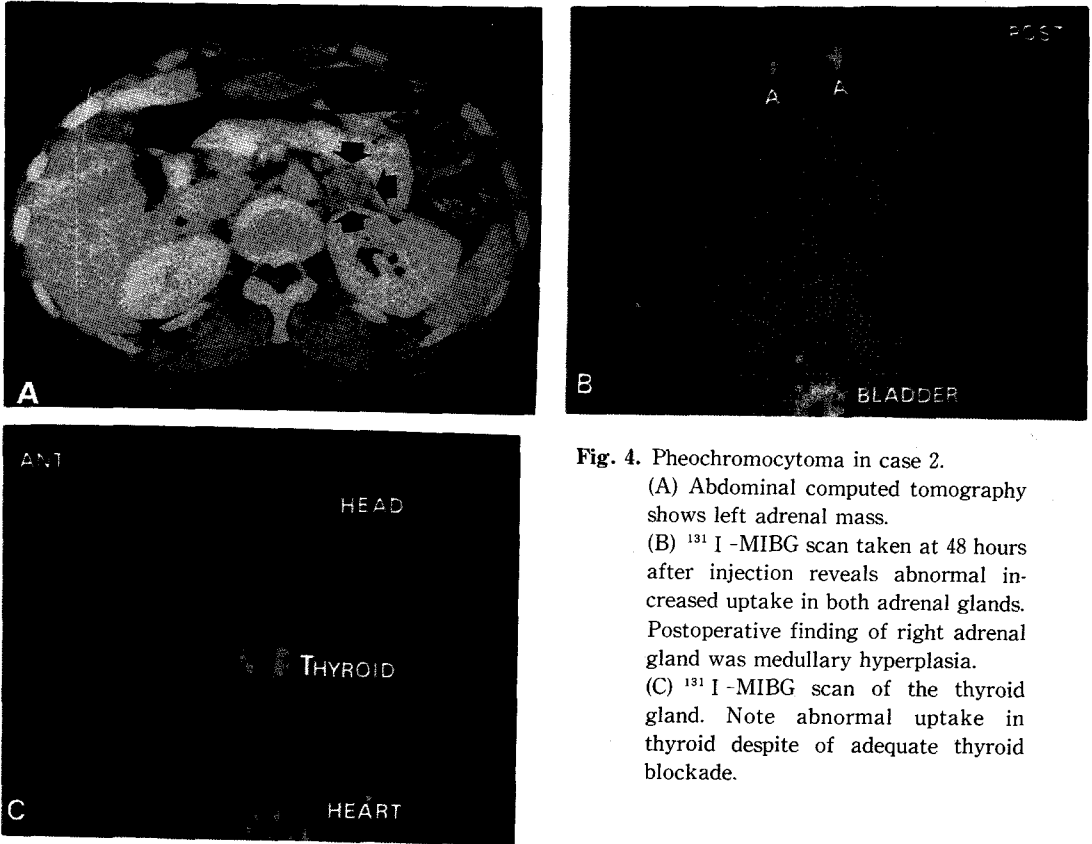 A
POST
A A
B
BLADDER
ANT
HEAD
THYROID
C
HEART
Fig. 4. Pheochromocytoma in case 2.
(A) Abdominal computed tomography
shows left adrenal mass.
(B) ¹³¹ I -MIBG scan taken at 48 hours
after injection reveals abnormal in-
creased uptake in both adrenal glands.
Postoperative finding of right adrenal
gland was medullary hyperplasia.
(C) ¹³¹ I -MIBG scan of the thyroid
gland. Note abnormal uptake in
thyroid despite of adequate thyroid
blockade.